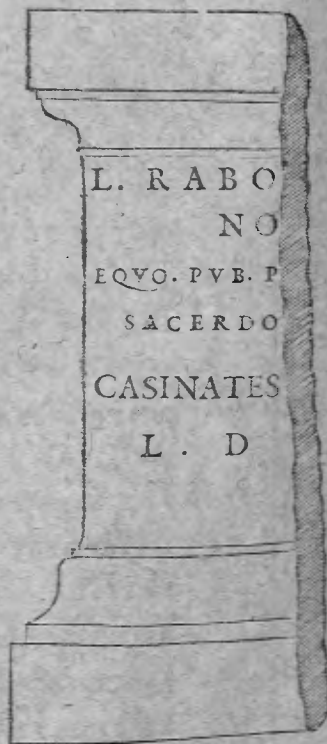 L. RABO
NO
EQVO. PVB. P
SACERDO
CASINATES
L . D